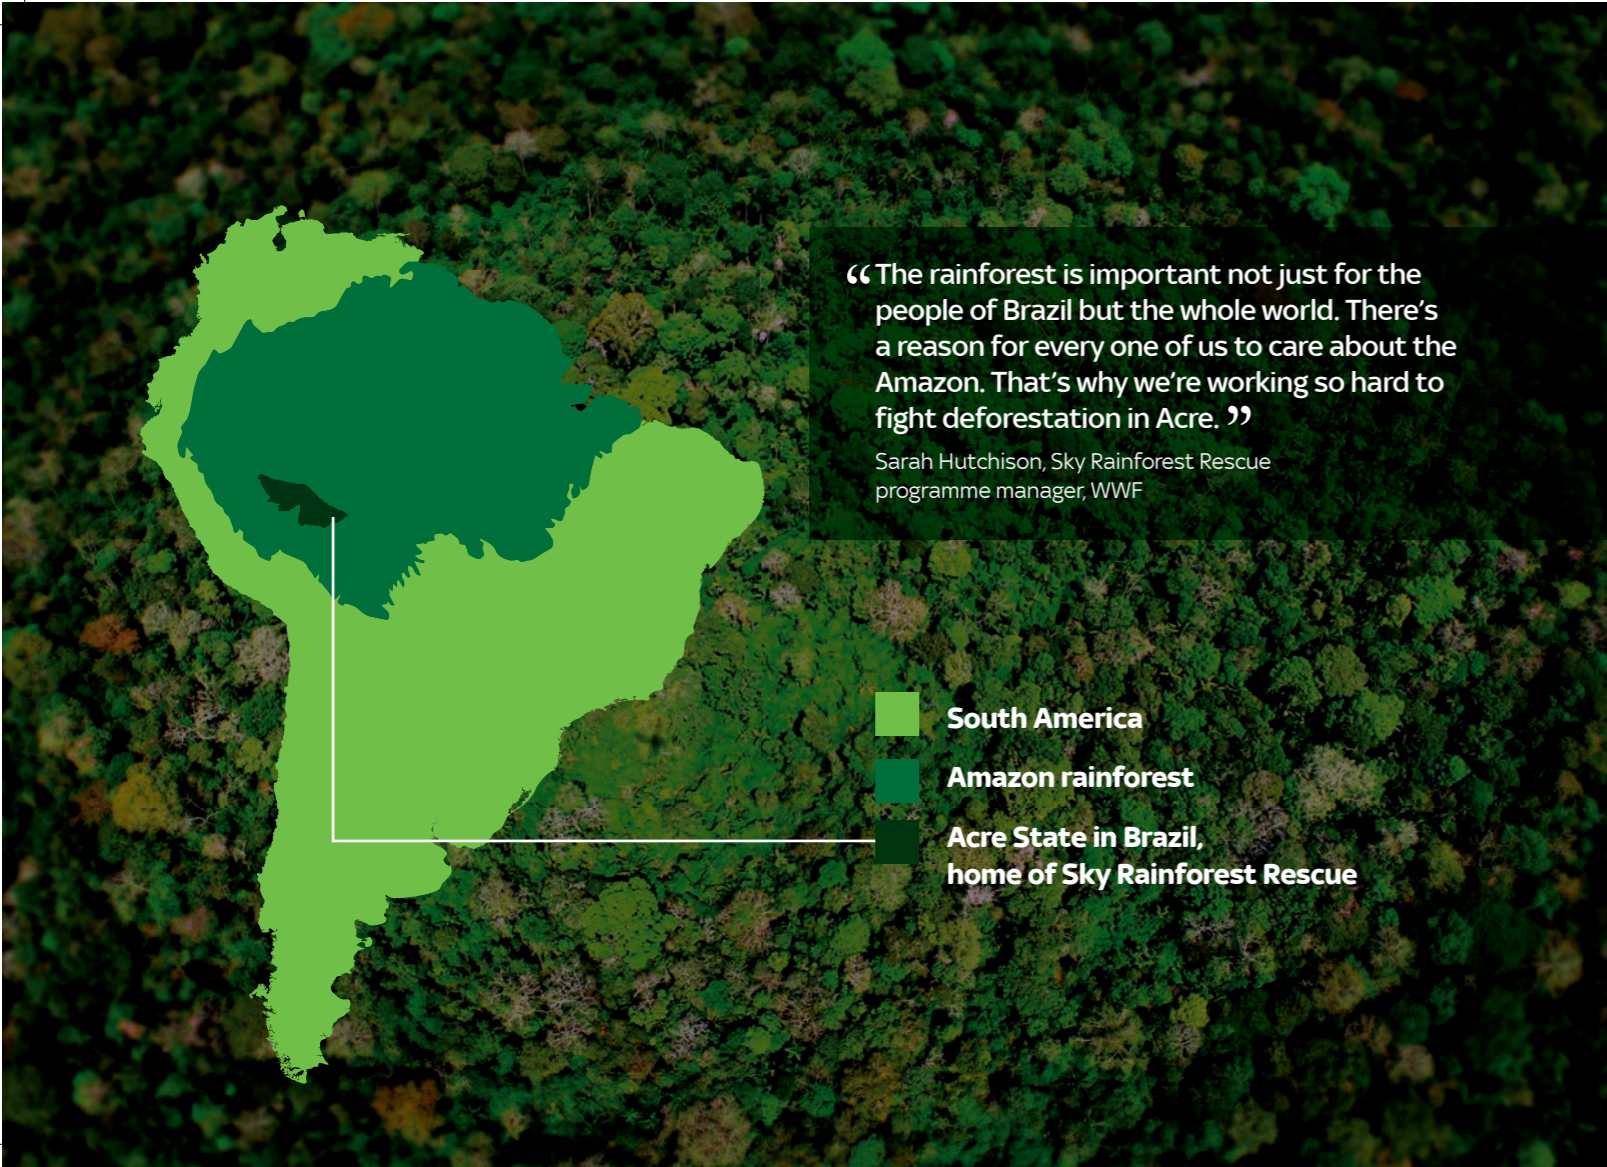 “The rainforest is important not just for the
people of Brazil but the whole world. There’s
a reason for every one of us to care about the
Amazon. That’s why we’re working so hard to
fight deforestation in Acre.”
Sarah Hutchison, Sky Rainforest Rescue
programme manager, WWF
South America
Amazon rainforest
Acre State in Brazil,
home of Sky Rainforest Rescue